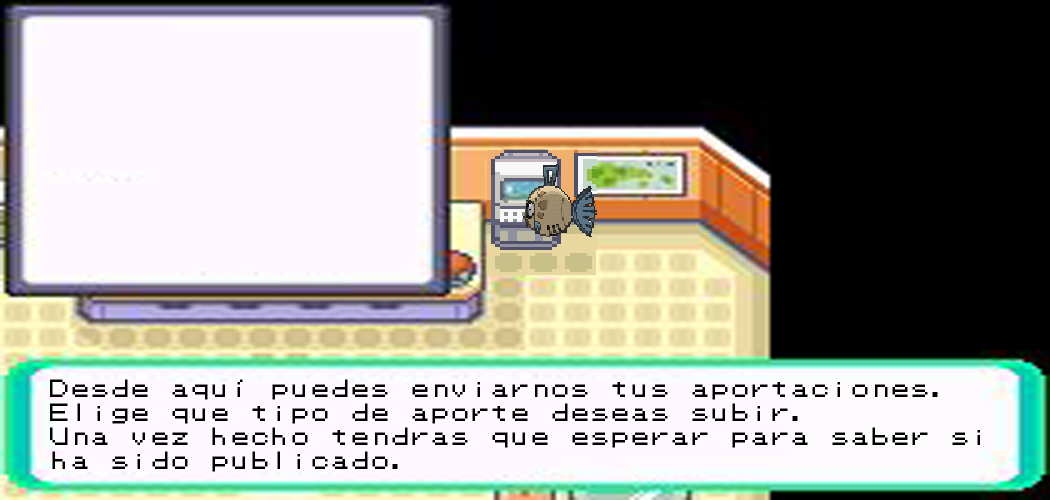 Desde aquí puedes enviarnos tus aportaciones.
Elige que tipo de aporte deseas subir.
Una vez hecho tendras que esperar para saber si
ha sido publicado.